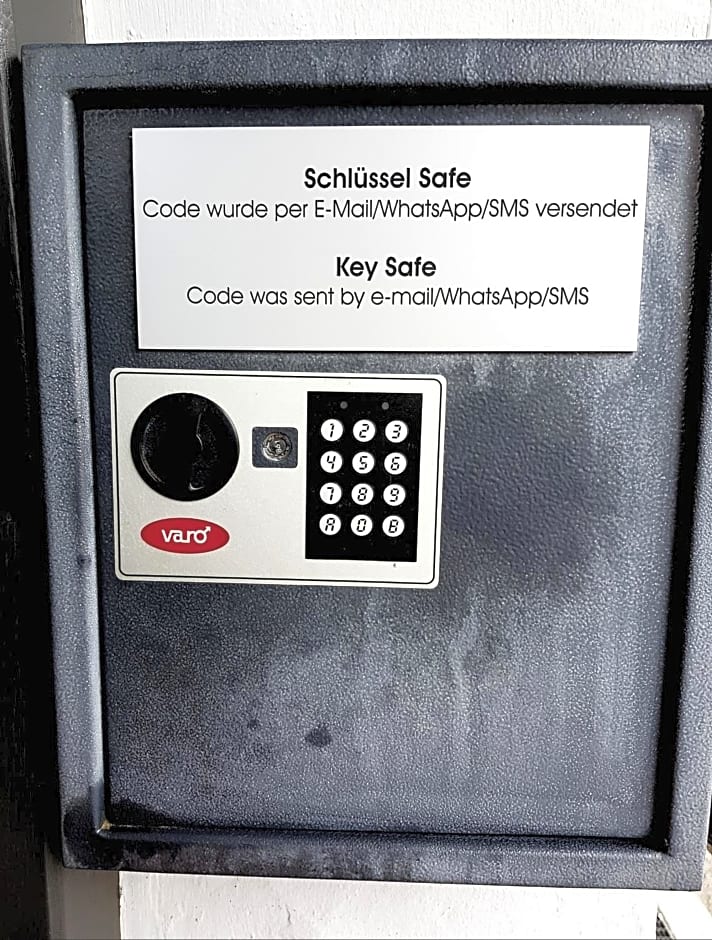 Schlüssel Safe
Code wurde per E-Mail/WhatsApp/SMS versendet
Key Safe
Code was sent by e-mail/WhatsApp/SMS
1 2 3
4 5 6
7 8 9
A 0 B
varo